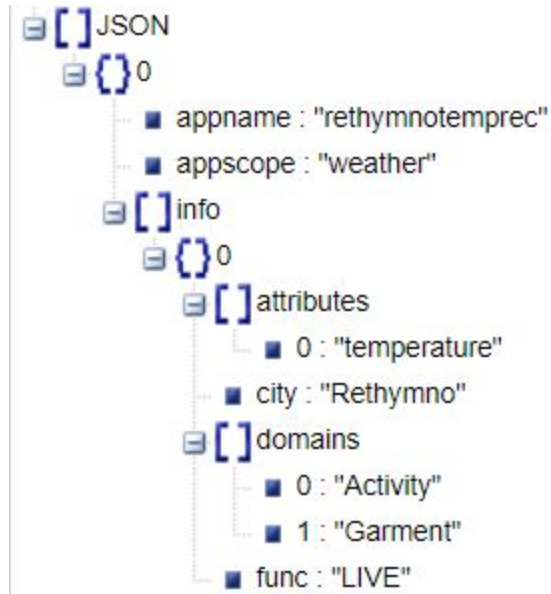 [ ] JSON
{ } 0
appname : "rethymnotemprec"
appscope : "weather"
[ ] info
{ } 0
[ ] attributes
0 : "temperature"
city : "Rethymno"
[ ] domains
0 : "Activity"
1 : "Garment"
func : "LIVE"